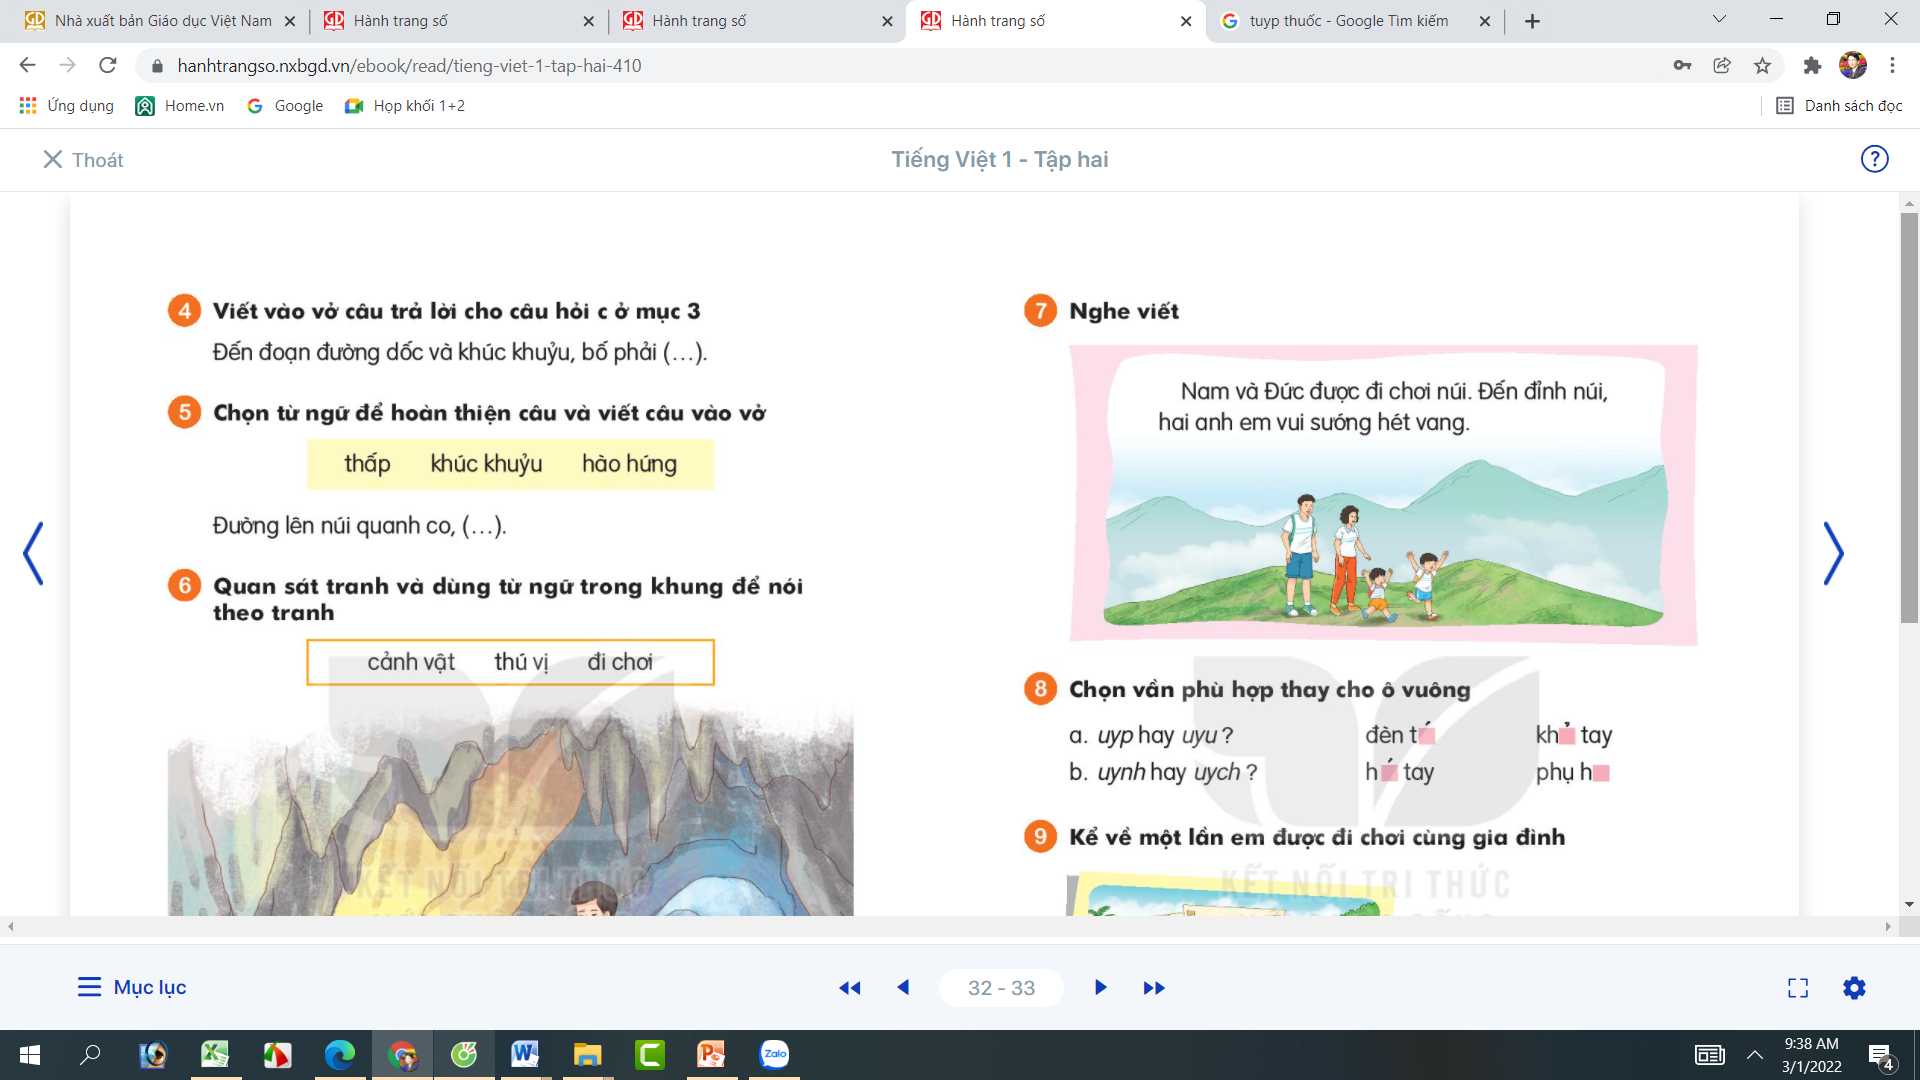 Nhà xuất bản Giáo dục Việt Nam
Hành trang số
Hành trang số
Hành trang số
tuyp thuốc - Google Tìm kiếm
hanhtrangso.nxbgd.vn/ebook/read/tieng-viet-1-tap-hai-410
Ứng dụng
Home.vn
Google
Họp khối 1+2
Danh sách đọc
Thoát
Tiếng Việt 1 - Tập hai
4 Viết vào vở câu trả lời cho câu hỏi c ở mục 3
Đến đoạn đường dốc và khúc khuỷu, bố phải (…).
5 Chọn từ ngữ để hoàn thiện câu và viết câu vào vở
thấp khúc khuỷu hào hứng
Đường lên núi quanh co, (…).
6 Quan sát tranh và dùng từ ngữ trong khung để nói
theo tranh
cảnh vật thú vị đi chơi
KẾT NỐI TRI THỨC
7 Nghe viết
Nam và Đức được đi chơi núi. Đến đỉnh núi,
hai anh em vui sướng hét vang.
8 Chọn vần phù hợp thay cho ô vuông
a. uyp hay uyu ? đèn t kh tay
b. uynh hay uych ? h tay phụ h
9 Kể về một lần em được đi chơi cùng gia đình
KẾT NỐI TRI THỨC
Mục lục
32 - 33
Zalo
9:38 AM
3/1/2022
4